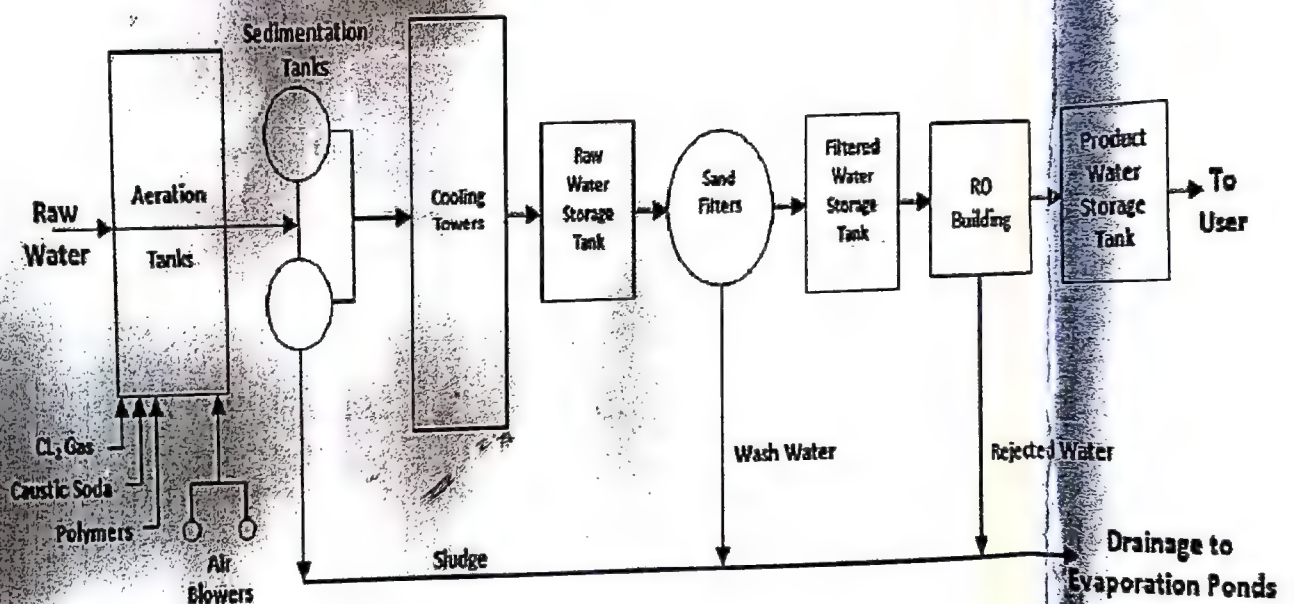 Sedimentation
Tanks
Raw
Water
Aeration
Tanks
Cooling
Towers
Raw
Water
Storage
Tank
Sand
Filters
Filtered
Water
Storage
Tank
RO
Building
Product
Water
Storage
Tank
To
User
CL₂ Gas
Caustic Soda
Polymers
Air
Blowers
Sludge
Wash Water
Rejected Water
Drainage to
Evaporation Ponds